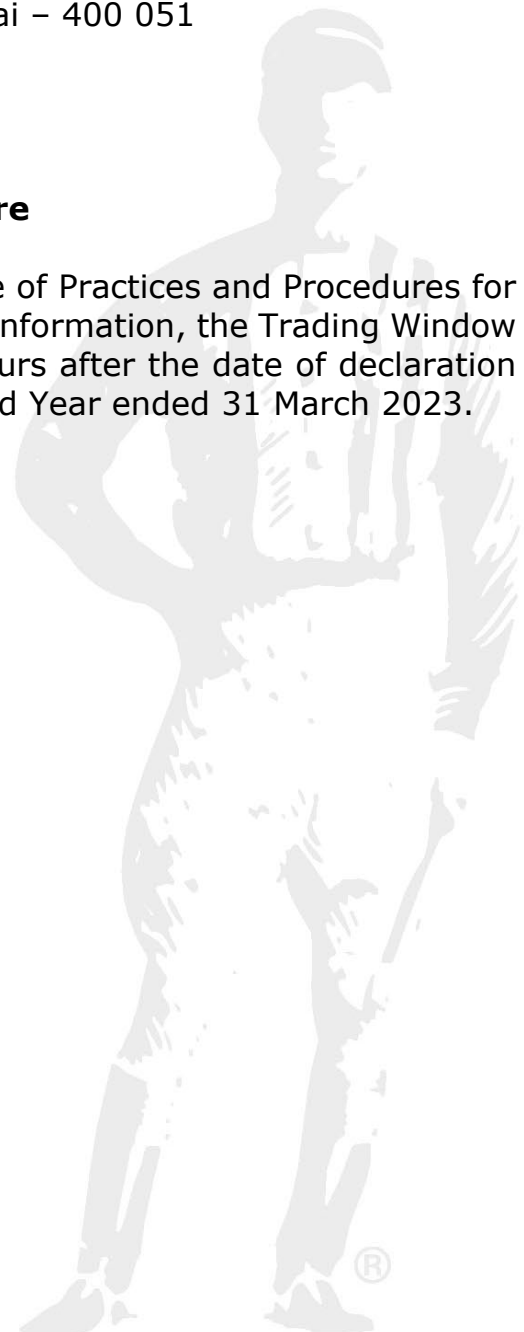 ai – 400 051
re
e of Practices and Procedures for
nformation, the Trading Window
urs after the date of declaration
d Year ended 31 March 2023.
®